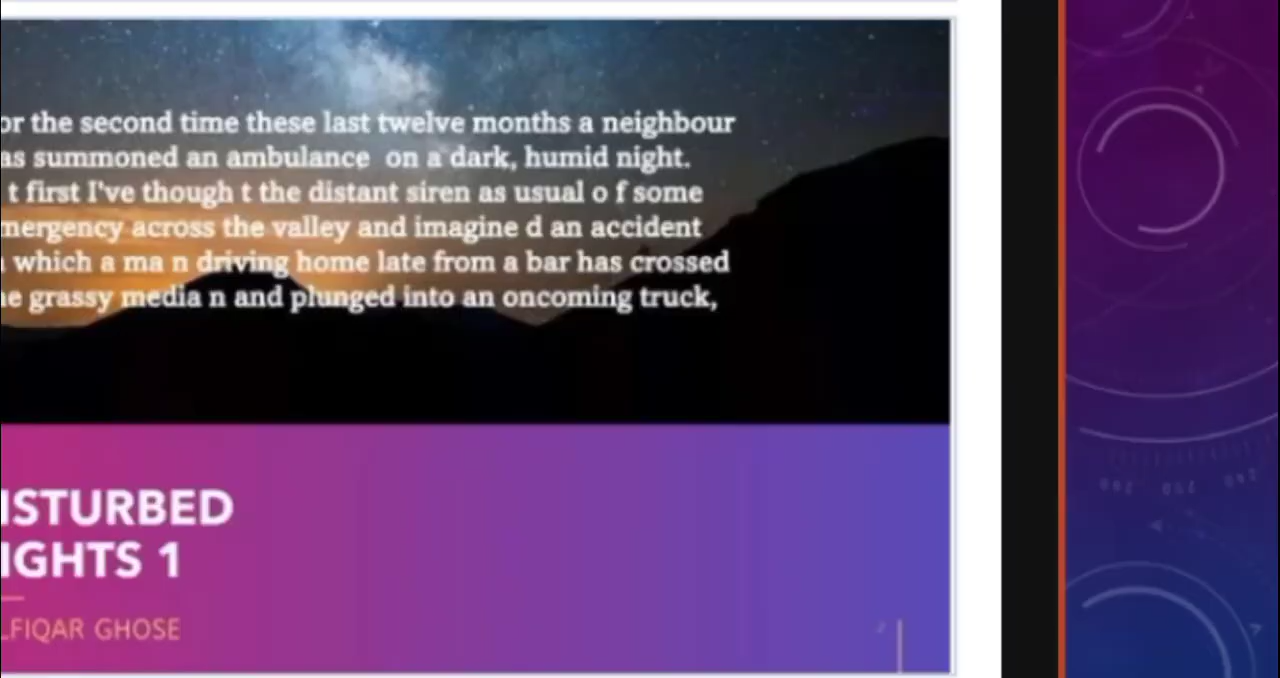 or the second time these last twelve months a neighbour
as summoned an ambulance on a dark, humid night.
t first I've though t the distant siren as usual o f some
mergency across the valley and imagine d an accident
which a ma n driving home late from a bar has crossed
e grassy media n and plunged into an oncoming truck,
ISTURBED
IGHTS 1
LFIQAR GHOSE